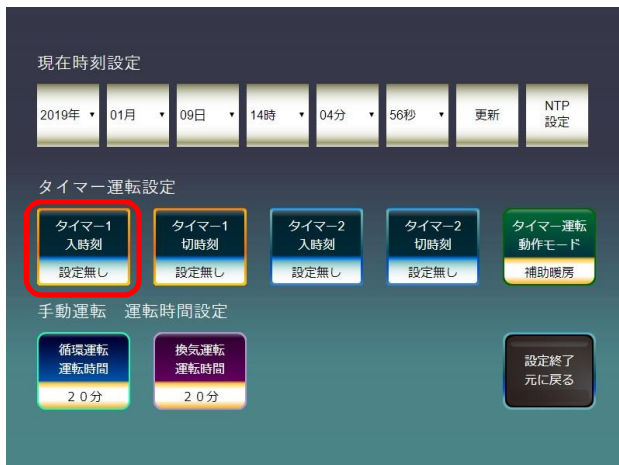 現在時刻設定
2019年 01月 09日 14時 04分 56秒 更新 NTP
設定
タイマー運転設定
タイマー1 タイマー1 タイマー2 タイマー2 タイマー運転
入時刻 切時刻 入時刻 切時刻 動作モード
設定無し 設定無し 設定無し 設定無し 補助暖房
手動運転　運転時間設定
循環運転 換気運転 設定終了
運転時間 運転時間 元に戻る
２０分 ２０分